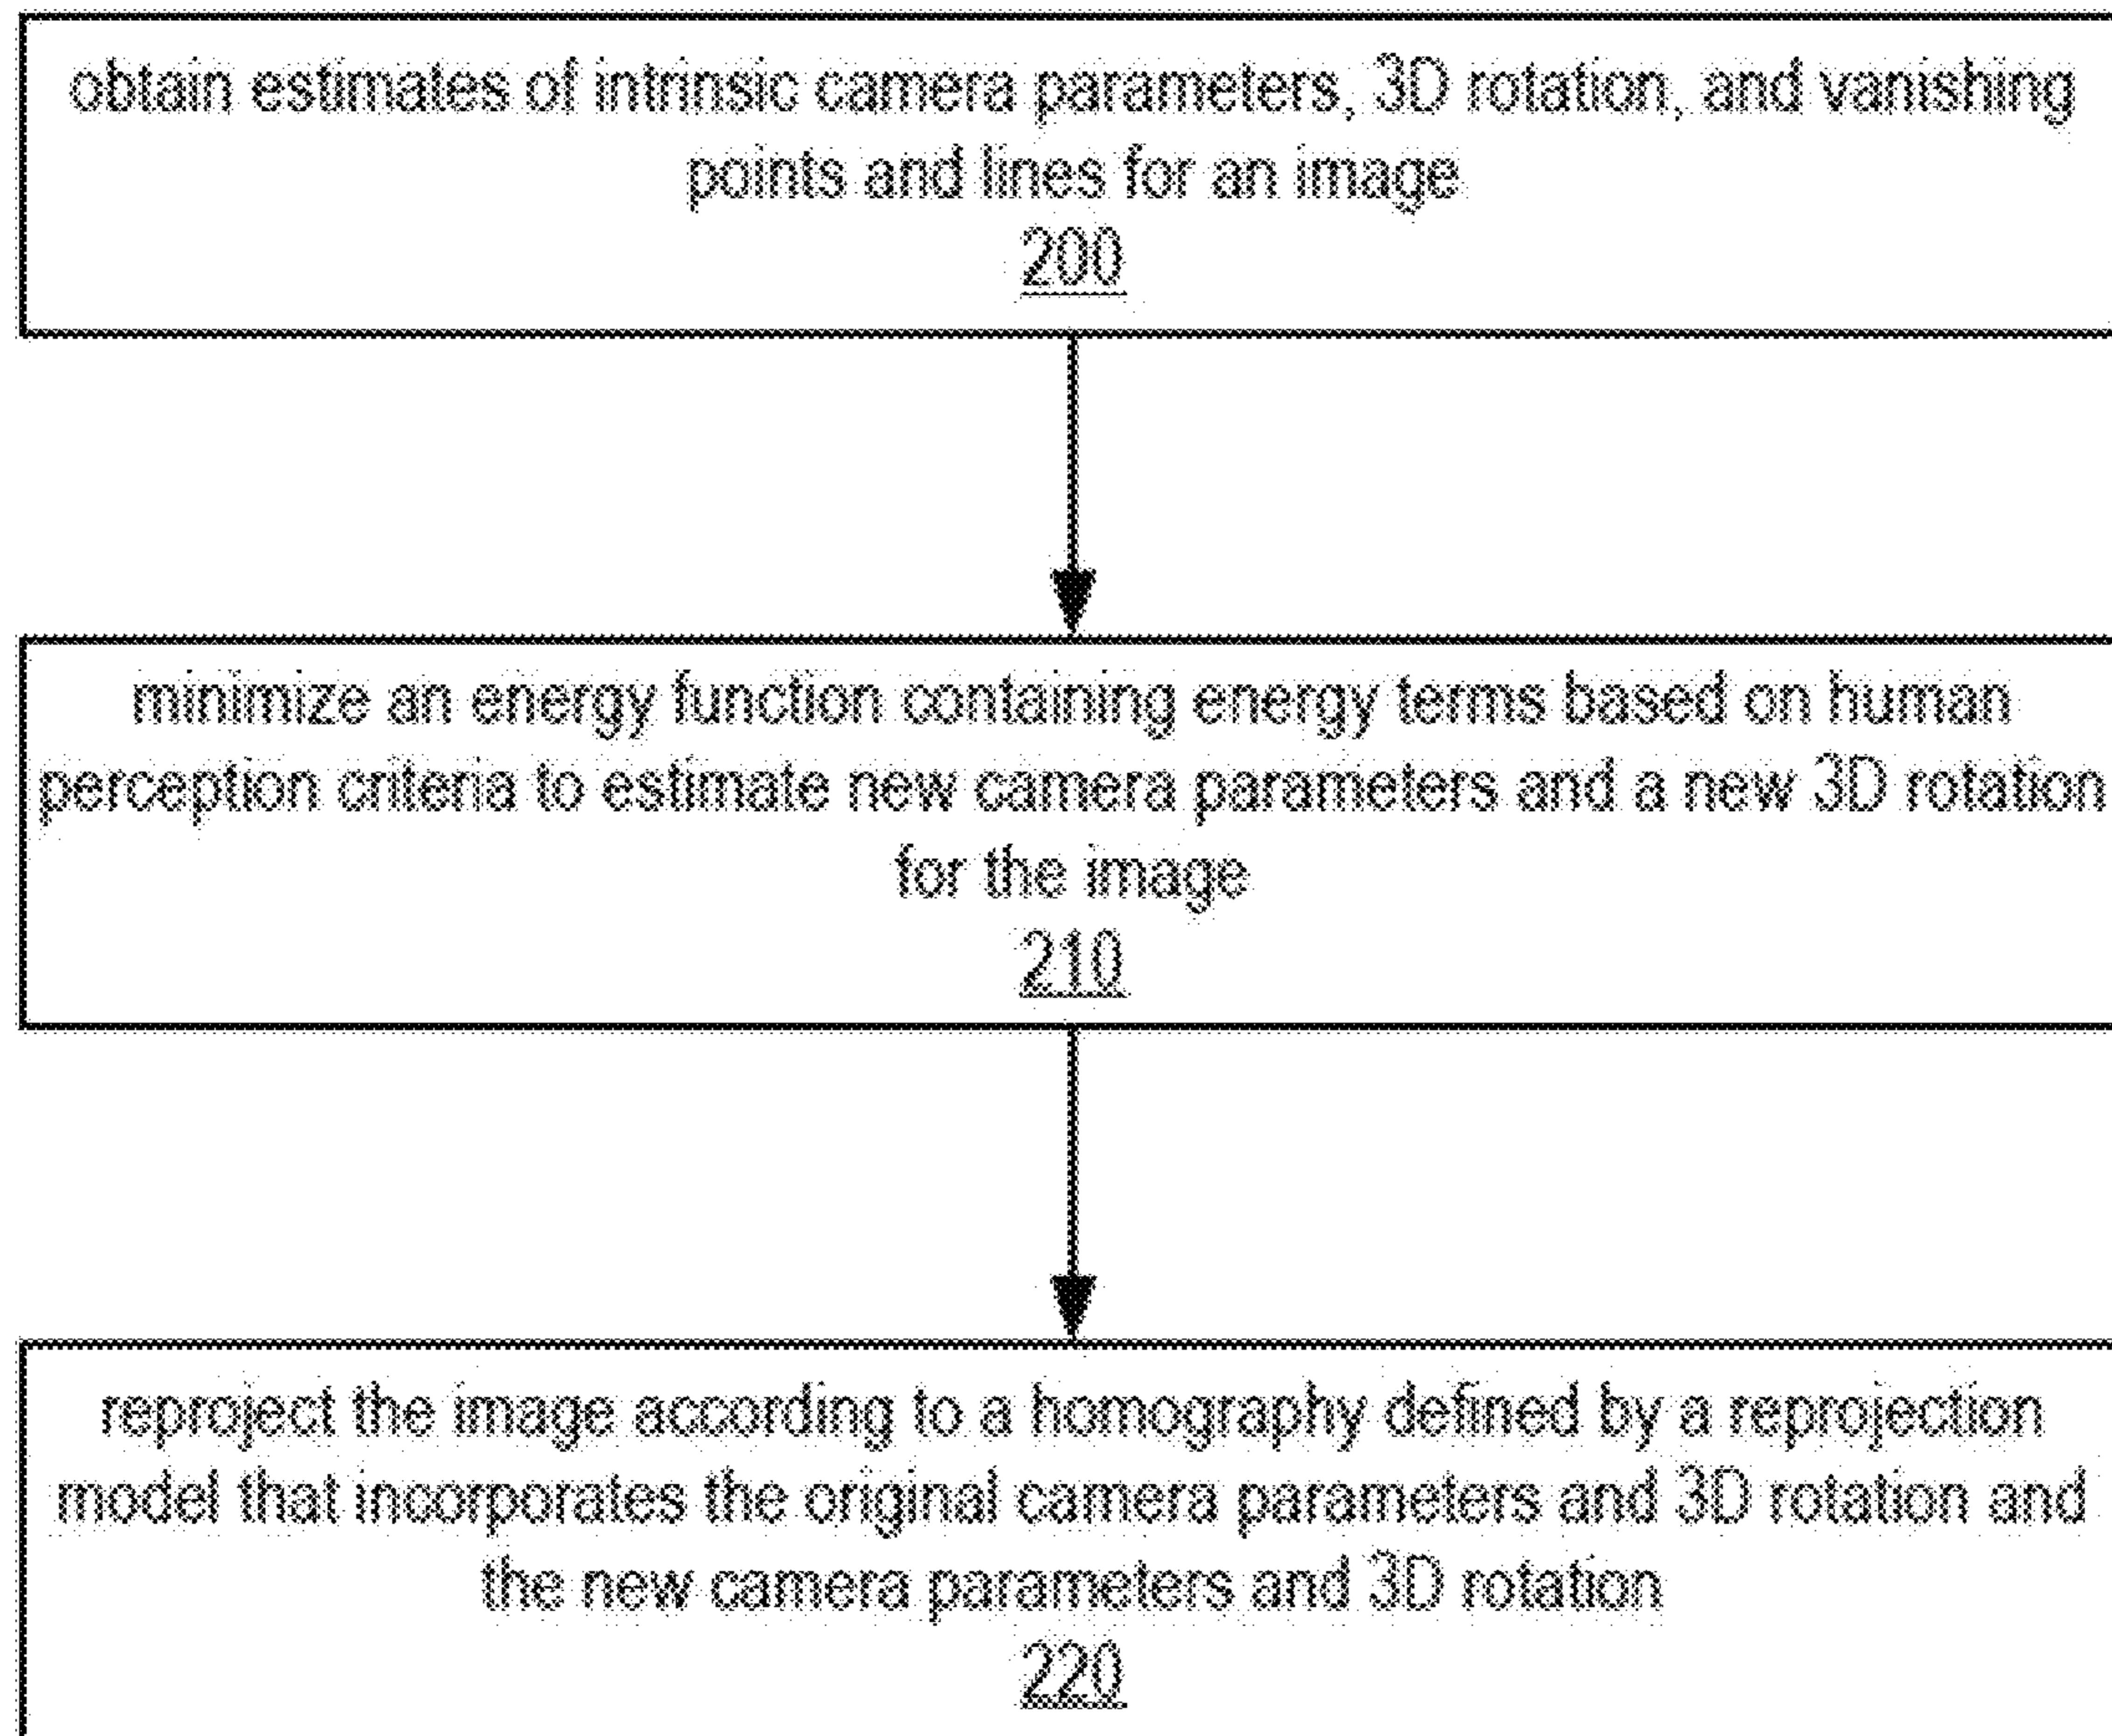 obtain estimates of intrinsic camera parameters, 3D rotation, and vanishing
points and lines for an image
200
minimize an energy function containing energy terms based on human
perception criteria to estimate new camera parameters and a new 3D rotation
for the image
210
reproject the image according to a homography defined by a reprojection
model that incorporates the original camera parameters and 3D rotation and
the new camera parameters and 3D rotation
220